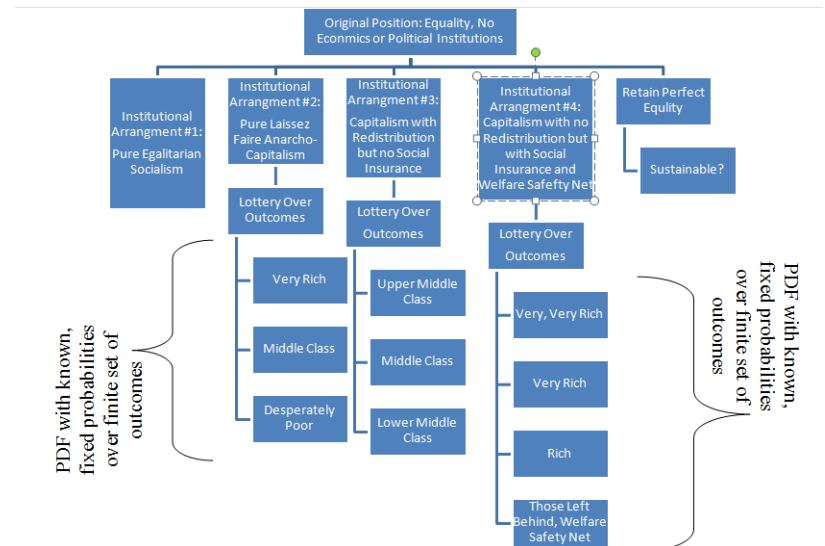 Original Position: Equality, No
Econmics or Political Institutions
Institutional
Arrangment #1:
Pure Egalitarian
Socialism
Institutional
Arrangment #2:
Pure Laissez
Faire Anarcho-
Capitalism
Lottery Over
Outcomes
Very Rich
Middle Class
Desperately
Poor
Institutional
Arrangment #3:
Capitalism with
Redistribution
but no Social
Insurance
Lottery Over
Outcomes
Upper Middle
Class
Middle Class
Lower Middle
Class
Institutional
Arrangment #4:
Capitalism with no
Redistribution but
with Social
Insurance and
Welfare Safefty Net
Lottery Over
Outcomes
Very, Very Rich
Very Rich
Rich
Those Left
Behind, Welfare
Safety Net
Retain Perfect
Equlity
Sustainable?
PDF with known,
fixed probabilities
over finite set of
outcomes
PDF with known,
fixed probabilities
over finite set of
outcomes